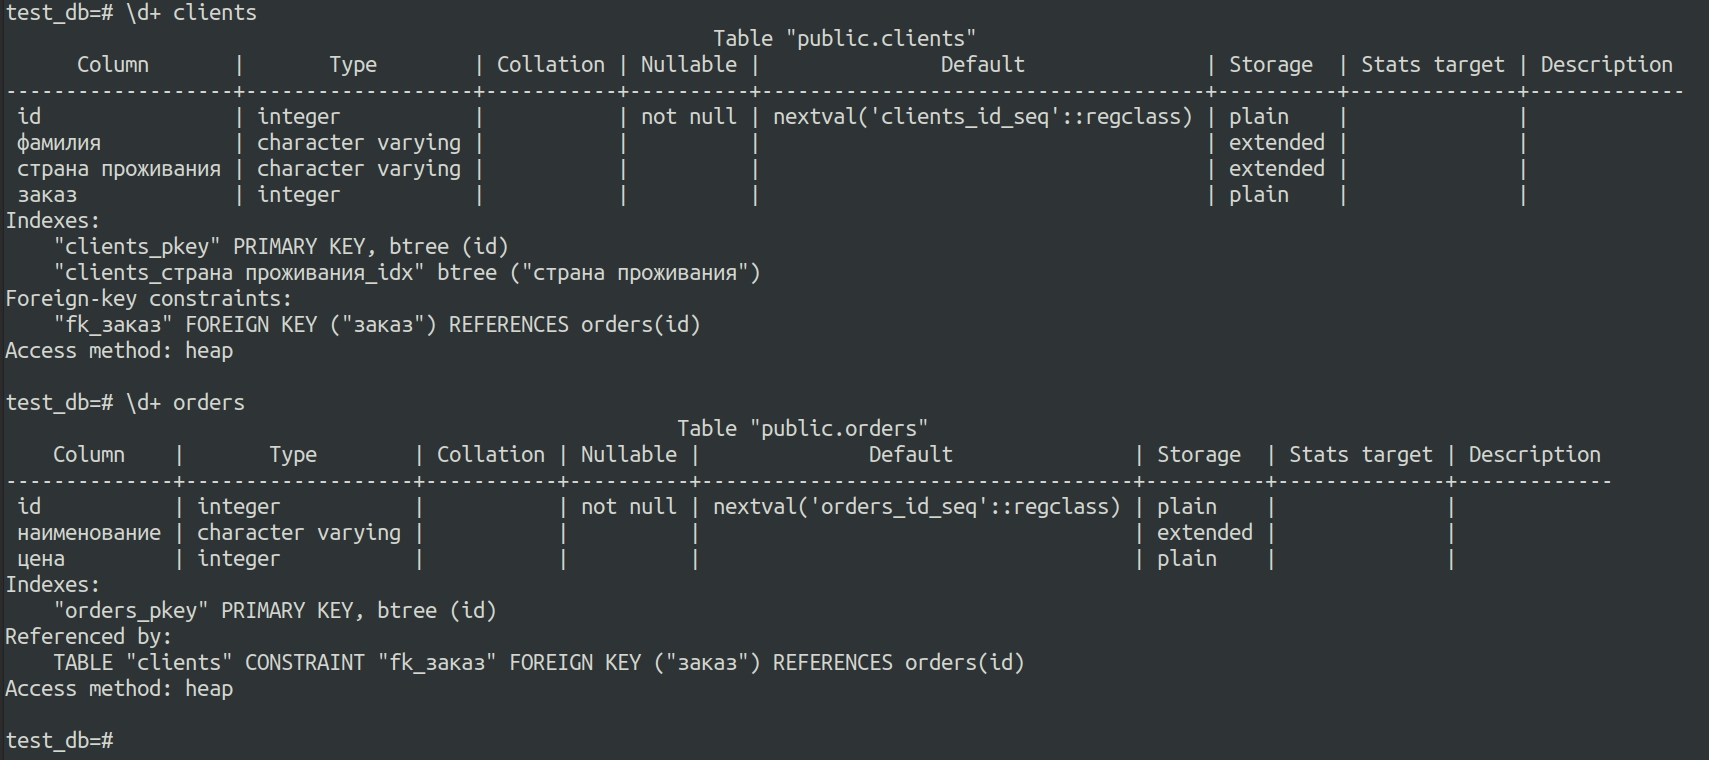 test_db=# \d+ clients
Table "public.clients"
Column | Type | Collation | Nullable | Default | Storage | Stats target | Description
-------------------+-------------------+-----------+----------+-------------------------------------+----------+--------------+-------------
id | integer | | not null | nextval('clients_id_seq'::regclass) | plain | |
фамилия | character varying | | | | extended | |
страна проживания | character varying | | | | extended | |
заказ | integer | | | | plain | |
Indexes:
"clients_pkey" PRIMARY KEY, btree (id)
"clients_страна проживания_idx" btree ("страна проживания")
Foreign-key constraints:
"fk_заказ" FOREIGN KEY ("заказ") REFERENCES orders(id)
Access method: heap
test_db=# \d+ orders
Table "public.orders"
Column | Type | Collation | Nullable | Default | Storage | Stats target | Description
--------------+-------------------+-----------+----------+------------------------------------+----------+--------------+-------------
id | integer | | not null | nextval('orders_id_seq'::regclass) | plain | |
наименование | character varying | | | | extended | |
цена | integer | | | | plain | |
Indexes:
"orders_pkey" PRIMARY KEY, btree (id)
Referenced by:
TABLE "clients" CONSTRAINT "fk_заказ" FOREIGN KEY ("заказ") REFERENCES orders(id)
Access method: heap
test_db=#